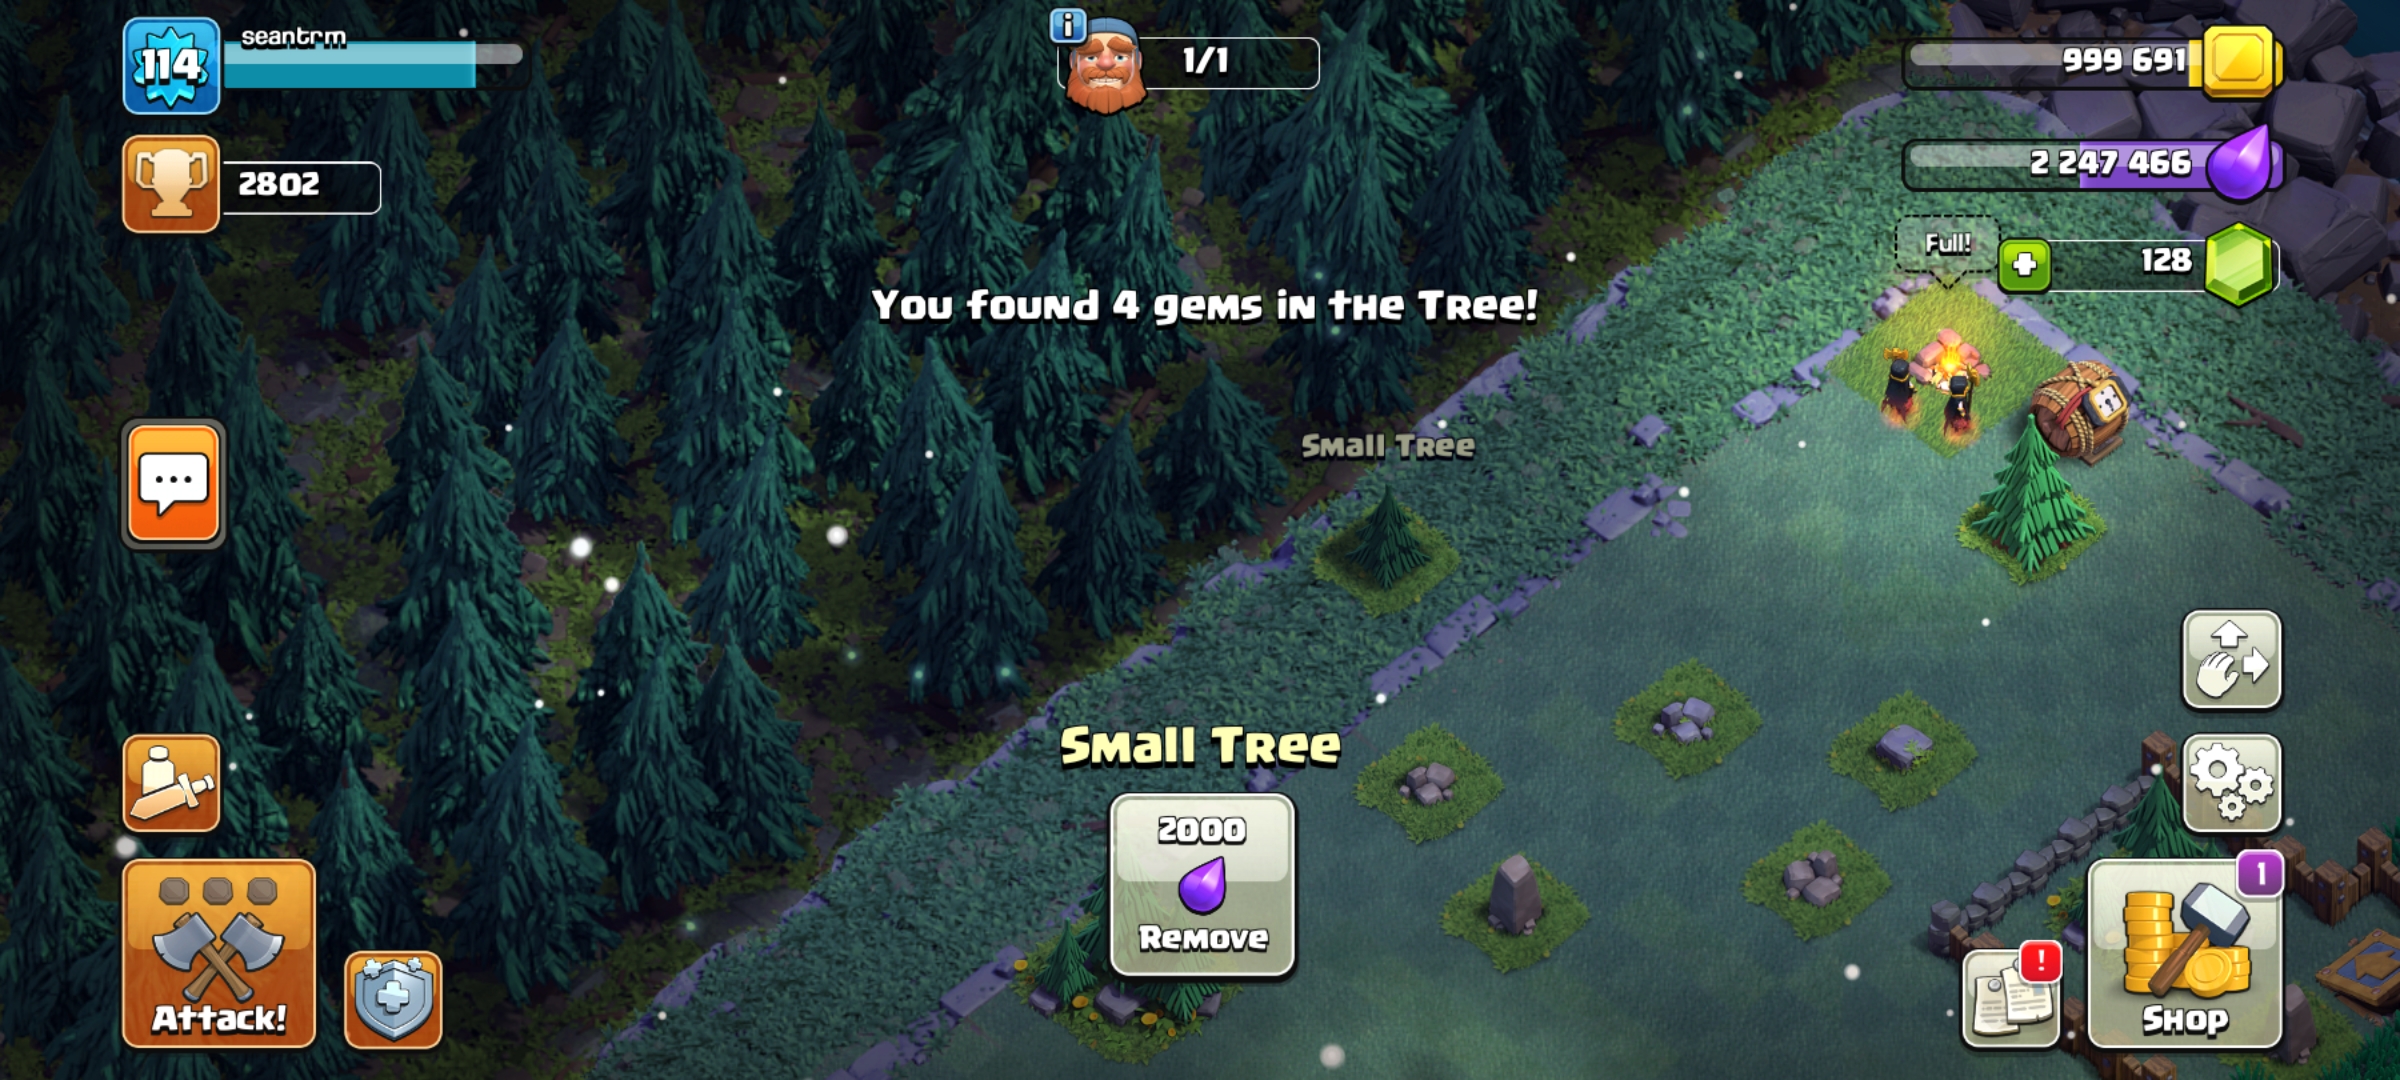 114
seantrm
i
1/1
999 691
2802
2 247 466
Full!
128
You found 4 gems in the Tree!
Small Tree
Small Tree
2000
Remove
1
!
Attack!
Shop